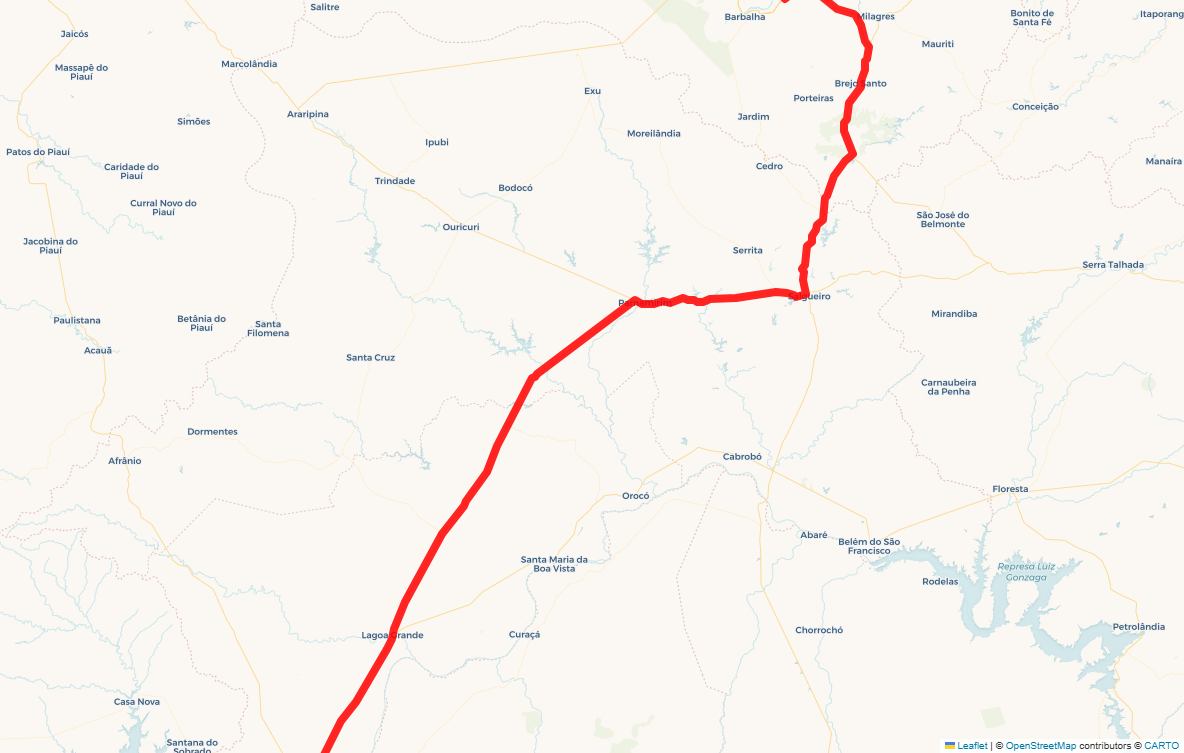 Salitre
Barbalha
Milagres
Bonito de
Santa Fé
Itaporang
Jaicós
Mauriti
Marcolândia
Massapê do
Piauí
Exu
Brejo Santo
Porteiras
Conceição
Araripina
Jardim
Simões
Moreilândia
Ipubi
Patos do Piauí
Caridade do
Piauí
Cedro
Manaíra
Trindade
Bodocó
Curral Novo do
Piauí
São José do
Belmonte
Ouricuri
Jacobina do
Piauí
Serrita
Serra Talhada
Parnamirim
Salgueiro
Mirandiba
Paulistana
Betânia do
Piauí
Santa
Filomena
Acauã
Santa Cruz
Carnaubeira
da Penha
Dormentes
Afrânio
Cabrobó
Orocó
Floresta
Abaré
Belém do São
Francisco
Santa Maria da
Boa Vista
Represa Luiz
Gonzaga
Rodelas
Lagoa Grande
Curaçá
Chorrochó
Petrolândia
Casa Nova
Santana do
Sobrado
Leaflet | © OpenStreetMap contributors © CARTO